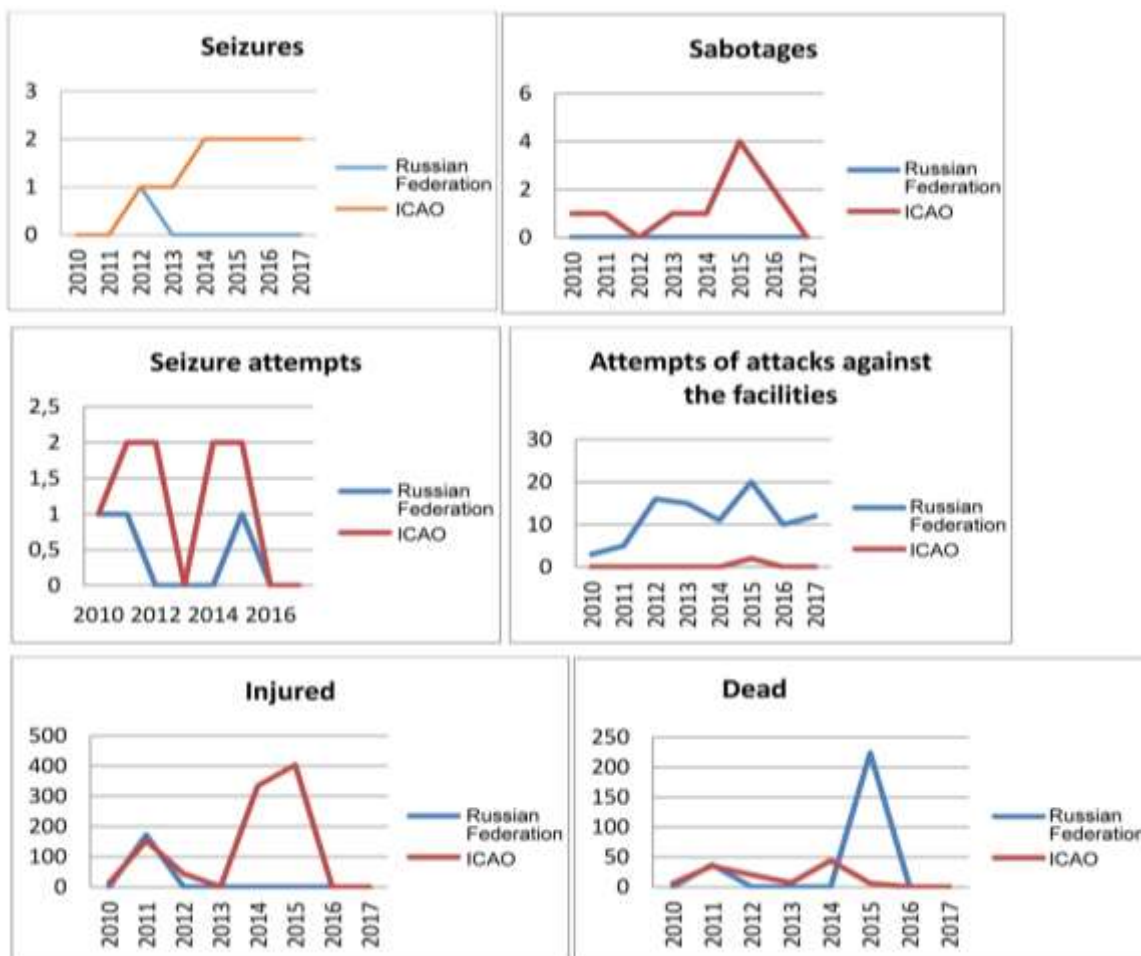 Seizures
3
2
1
0
2010
2011
2012
2013
2014
2015
2016
2017
Russian
Federation
ICAO
Sabotages
6
4
2
0
2010
2011
2012
2013
2014
2015
2016
2017
Russian
Federation
ICAO
Seizure attempts
2,5
2
1,5
1
0,5
0
2010 2012 2014 2016
Russian
Federation
ICAO
Attempts of attacks against
the facilities
30
20
10
0
2010
2011
2012
2013
2014
2015
2016
2017
Russian
Federation
ICAO
Injured
500
400
300
200
100
0
2010
2011
2012
2013
2014
2015
2016
2017
Russian
Federation
ICAO
Dead
250
200
150
100
50
0
2010
2011
2012
2013
2014
2015
2016
2017
Russian
Federation
ICAO